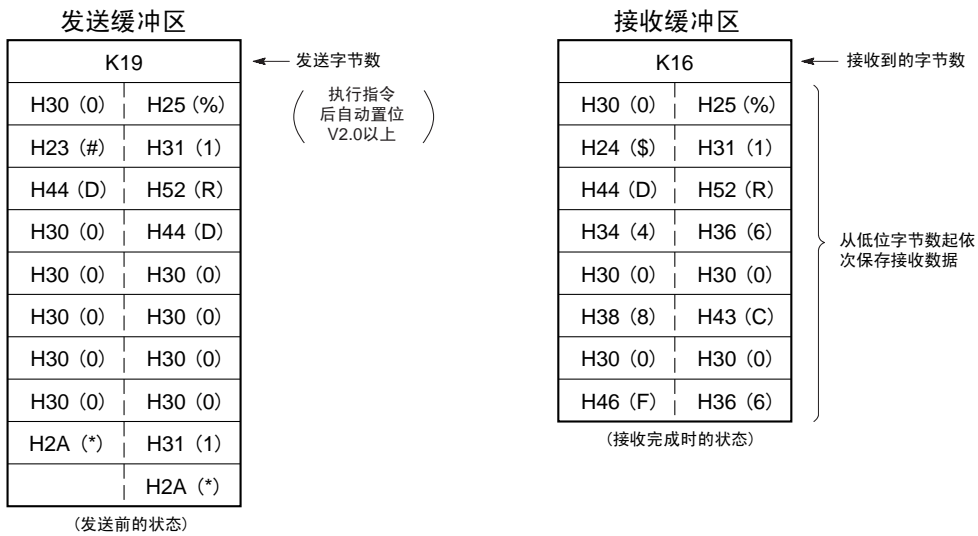 发送缓冲区
K19
H30 (0) H25 (%)
H23 (#) H31 (1)
H44 (D) H52 (R)
H30 (0) H44 (D)
H30 (0) H30 (0)
H30 (0) H30 (0)
H30 (0) H30 (0)
H30 (0) H30 (0)
H2A (*) H31 (1)
H2A (*)
(发送前的状态)
发送字节数
执行指令
后自动置位
V2.0以上
接收缓冲区
K16
H30 (0) H25 (%)
H24 ($) H31 (1)
H44 (D) H52 (R)
H34 (4) H36 (6)
H30 (0) H30 (0)
H38 (8) H43 (C)
H30 (0) H30 (0)
H46 (F) H36 (6)
(接收完成时的状态)
接收到的字节数
从低位字节数起依
次保存接收数据